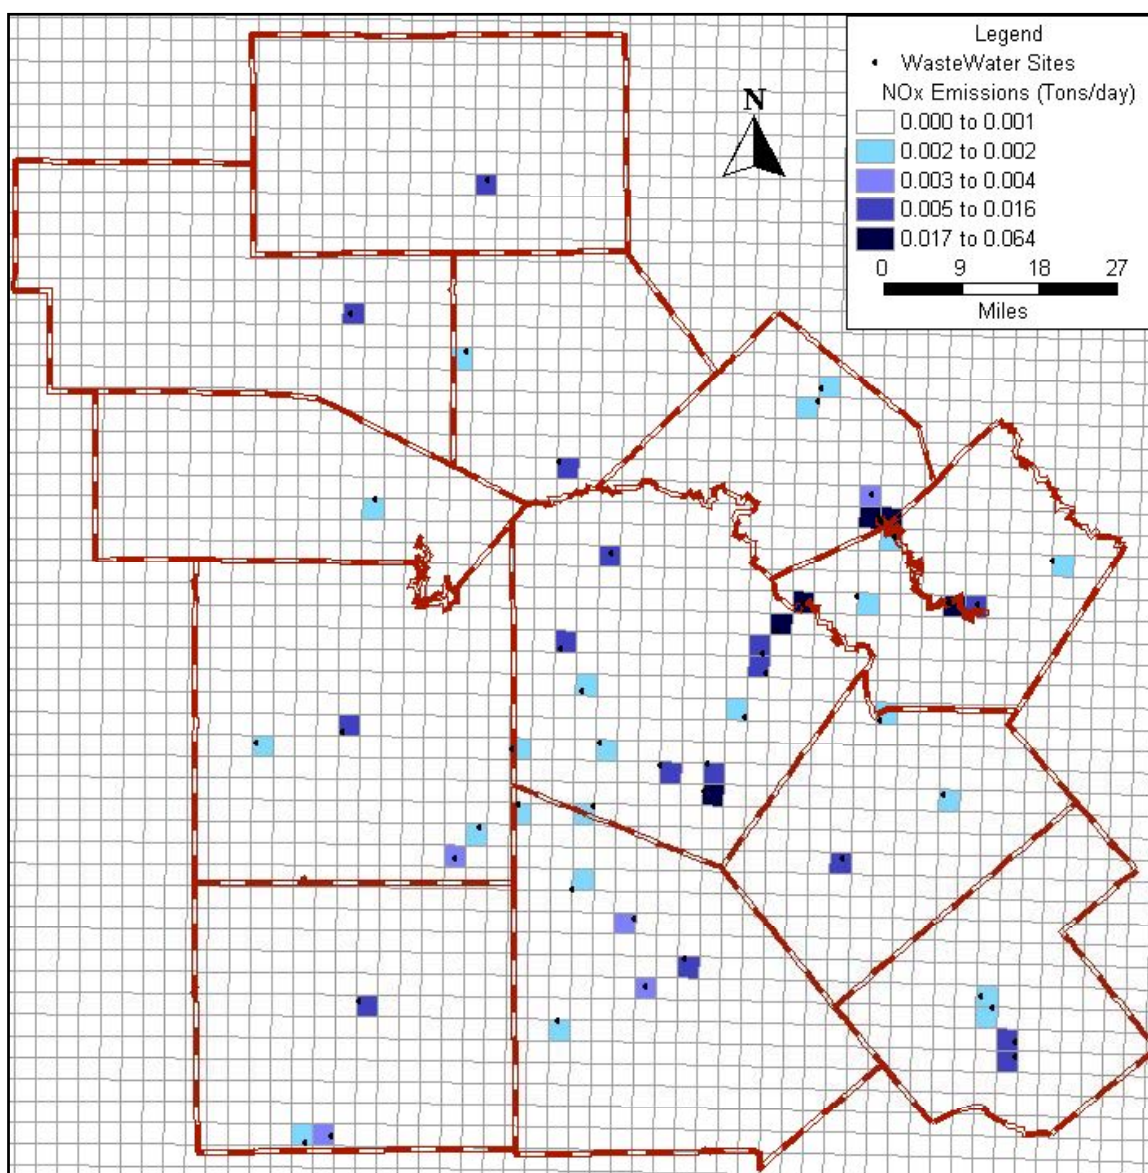 Legend
WasteWater Sites
NOx Emissions (Tons/day)
0.000 to 0.001
0.002 to 0.002
0.003 to 0.004
0.005 to 0.016
0.017 to 0.064
0 9 18 27
Miles
N